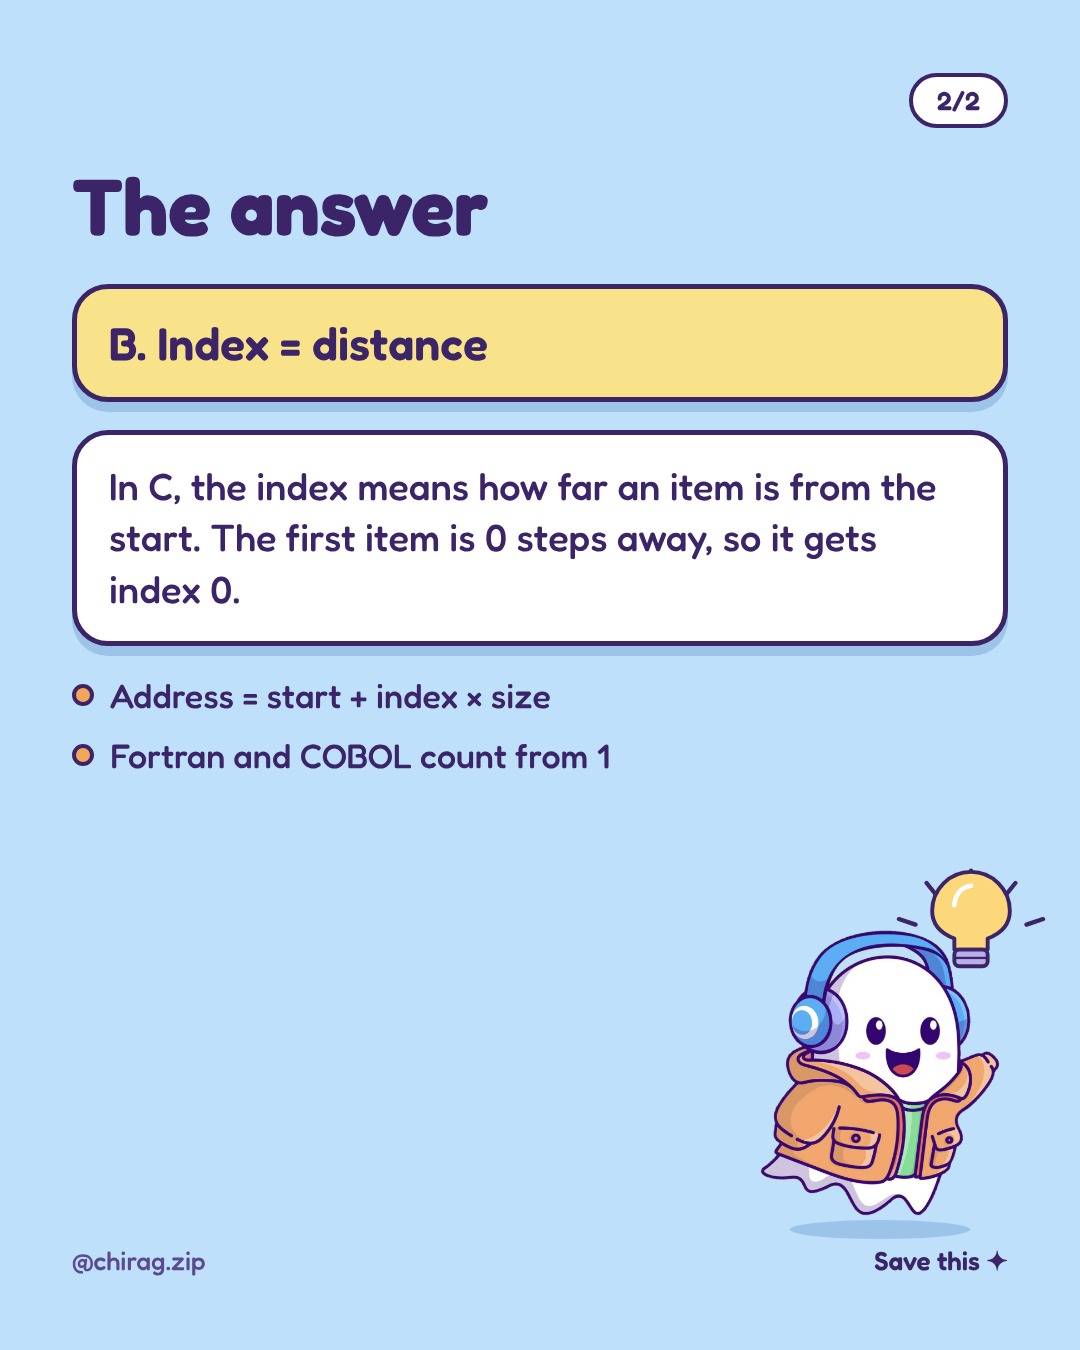 2/2
The answer
B. Index = distance
In C, the index means how far an item is from the
start. The first item is 0 steps away, so it gets
index 0.
Address = start + index × size
Fortran and COBOL count from 1
@chirag.zip
Save this ✦